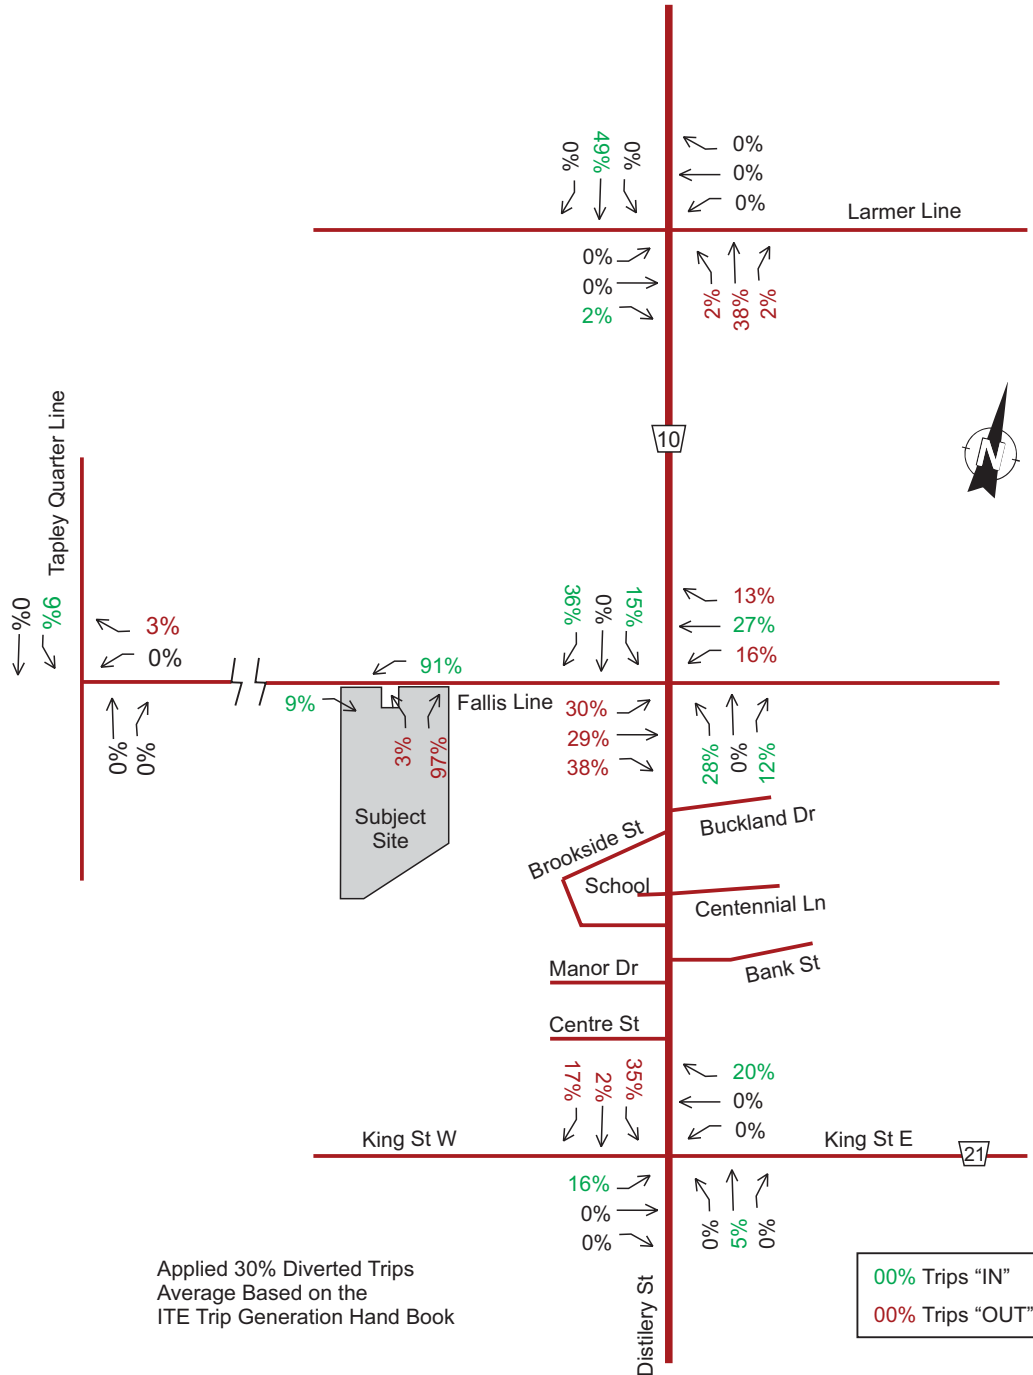 0%
49%
0%
0%
0%
0%
Larmer Line
0%
0%
2%
2%
38%
2%
10
N
Tapley Quarter Line
0%
9%
3%
0%
0%
0%
91%
9%
Fallis Line
3%
97%
Subject
Site
36%
0%
15%
13%
27%
16%
30%
29%
38%
28%
0%
12%
Buckland Dr
Brookside St
School
Centennial Ln
Bank St
Manor Dr
Centre St
17%
2%
35%
20%
0%
0%
King St W
King St E
21
16%
0%
0%
0%
5%
0%
Distilery St
Applied 30% Diverted Trips
Average Based on the
ITE Trip Generation Hand Book
00% Trips “IN”
00% Trips “OUT”